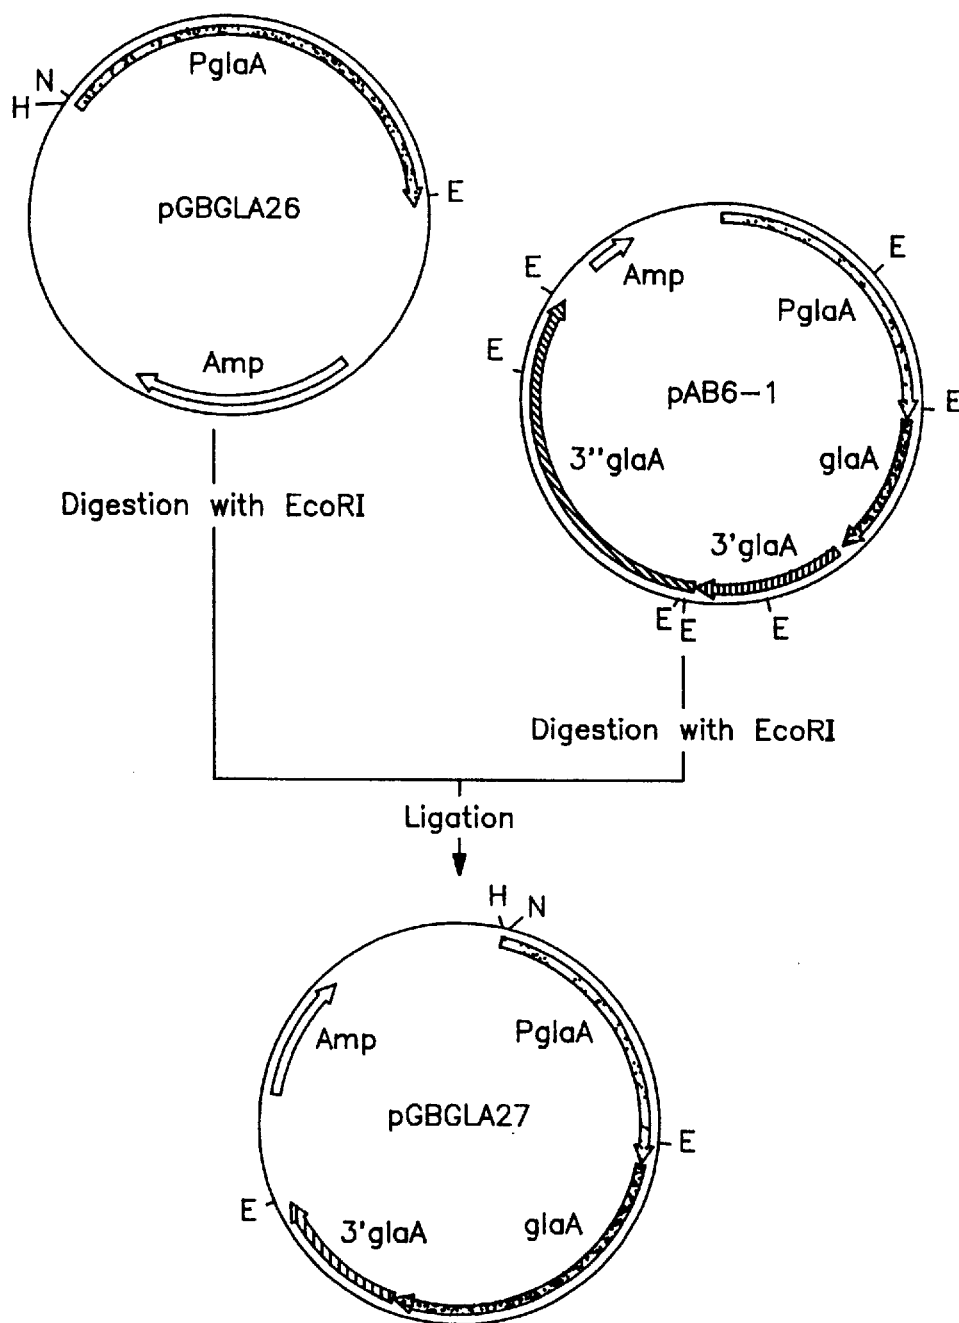 PglaA
N
H
E
pGBGLA26
Amp
Digestion with EcoRI
E
Amp
E
PglaA
E
pAB6-1
E
glaA
3''glaA
3'glaA
E
E
E
Digestion with EcoRI
Ligation
H N
PglaA
Amp
pGBGLA27
E
E
3'glaA
glaA